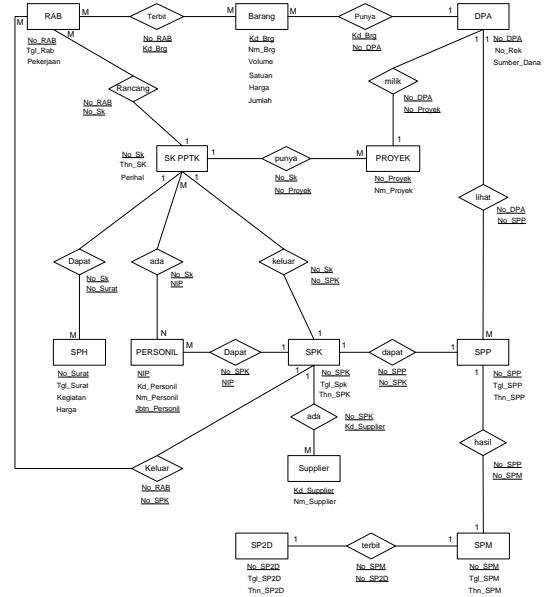 RAB
M
Terbit
M
Barang
M
Punya
1
DPA
M
No_RAB
Tgl_Rab
Pekerjaan
M
No_RAB
Kd_Brg
Kd_Brg
Nm_Brg
Volume
Satuan
Harga
Jumlah
Kd_Brg
No_DPA
1
1
No_DPA
No_Rek
Sumber_Dana
Rancang
No_RAB
No_Sk
milik
No_DPA
No_Proyek
1
1
No_Sk
Thn_SK
Perihal
SK PPTK
1
punya
M
PROYEK
No_Sk
No_Proyek
No_Proyek
Nm_Proyek
1
M
1
lihat
No_DPA
No_SPP
Dapat
No_Sk
No_Surat
ada
No_Sk
NIP
keluar
No_Sk
No_SPK
M
N
1
M
SPH
PERSONIL
M
Dapat
1
SPK
1
dapat
1
SPP
No_Surat
Tgl_Surat
Kegiatan
Harga
NIP
Kd_Personil
Nm_Personil
Jbtn_Personil
No_SPK
NIP
1
1
No_SPK
Tgl_Spk
Thn_SPK
No_SPP
No_SPK
1
No_SPP
Tgl_SPP
Thn_SPP
ada
No_SPK
Kd_Supplier
hasil
No_SPP
No_SPM
M
Keluar
No_RAB
No_SPK
Supplier
Kd_Supplier
Nm_Supplier
1
SP2D
1
terbit
1
SPM
No_SP2D
Tgl_SP2D
Thn_SP2D
No_SPM
No_SP2D
No_SPM
Tgl_SPM
Thn_SPM